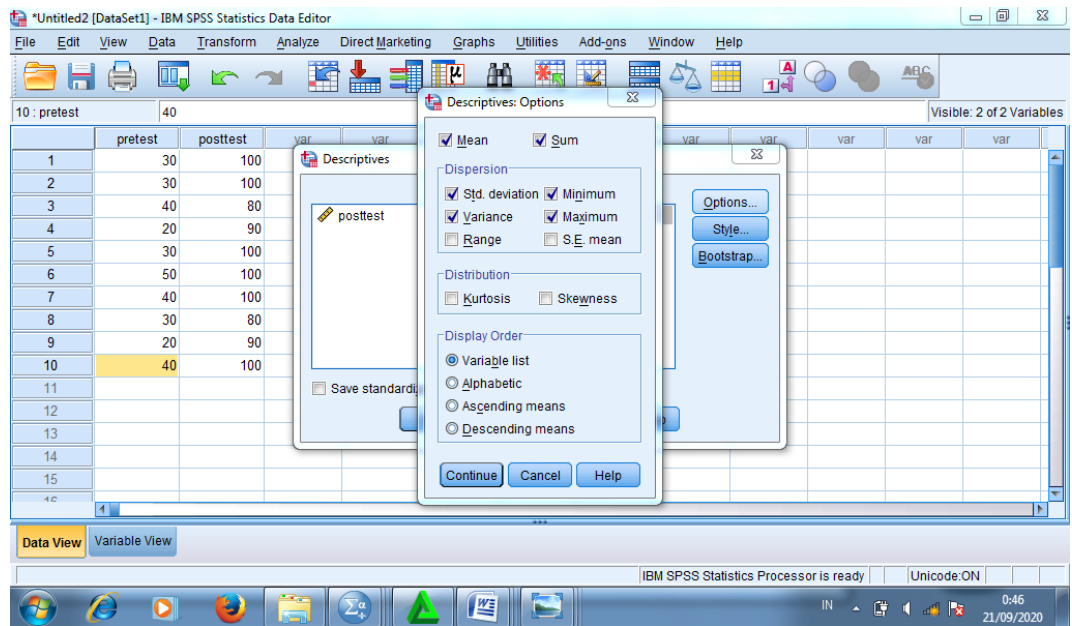 *Untitled2 [DataSet1] - IBM SPSS Statistics Data Editor
File Edit View Data Transform Analyze Direct Marketing Graphs Utilities Add-ons Window Help
10 : pretest 40 Visible: 2 of 2 Variables
pretest posttest var var var var var var var
1 30 100
2 30 100
3 40 80
4 20 90
5 30 100
6 50 100
7 40 100
8 30 80
9 20 90
10 40 100
11
12
13
14
15
16
Descriptives
posttest
Options...
Style...
Bootstrap...
Save standardi
Descriptives: Options
Mean Sum
Dispersion
Std. deviation Minimum
Variance Maximum
Range S.E. mean
Distribution
Kurtosis Skewness
Display Order
Variable list
Alphabetic
Ascending means
Descending means
Continue Cancel Help
Data View Variable View
IBM SPSS Statistics Processor is ready Unicode:ON
IN 0:46
21/09/2020